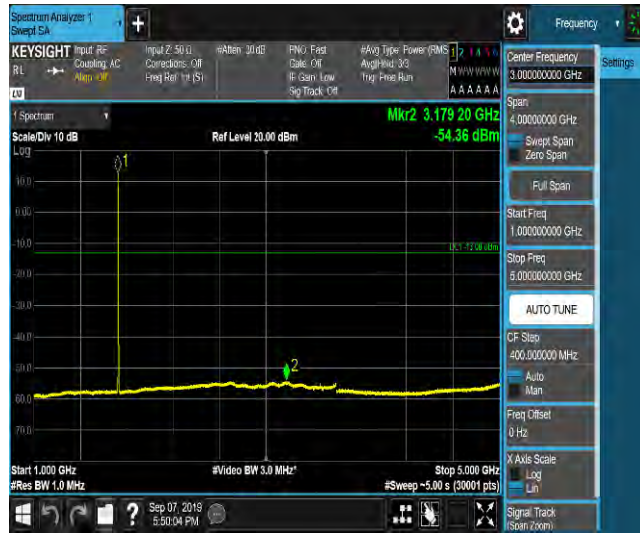 Spectrum Analyzer 1
Swept SA
+
Frequency
KEYSIGHT
Input: RF
Input Z: 50 Ω
#Atten: 30 dB
PNO: Fast
#Avg Type: Power (RMS
1 2 3 4 5 6
RL
Coupling: AC
Corrections: Off
Gate: Off
Avg|Hold: 3/3
M W W W W W
Align: Off
Freq Ref: Int (S)
IF Gain: Low
Trig: Free Run
Sig Track: Off
A A A A A A
LXI
Center Frequency
3.000000000 GHz
Settings
Span
4.00000000 GHz
Swept Span
Zero Span
Full Span
Start Freq
1.000000000 GHz
Stop Freq
5.000000000 GHz
AUTO TUNE
CF Step
400.000000 MHz
Auto
Man
Freq Offset
0 Hz
X Axis Scale
Log
Lin
Signal Track
(Span Zoom)
1 Spectrum
Mkr2 3.179 20 GHz
Scale/Div 10 dB
Ref Level 20.00 dBm
-54.36 dBm
Log
1
10.0
0.00
-10.0
DL1 -13.00 dBm
-20.0
-30.0
-40.0
-50.0
2
-60.0
-70.0
Start 1.000 GHz
#Video BW 3.0 MHz*
Stop 5.000 GHz
#Res BW 1.0 MHz
#Sweep ~5.00 s (30001 pts)
?
Sep 07, 2019
5:50:04 PM